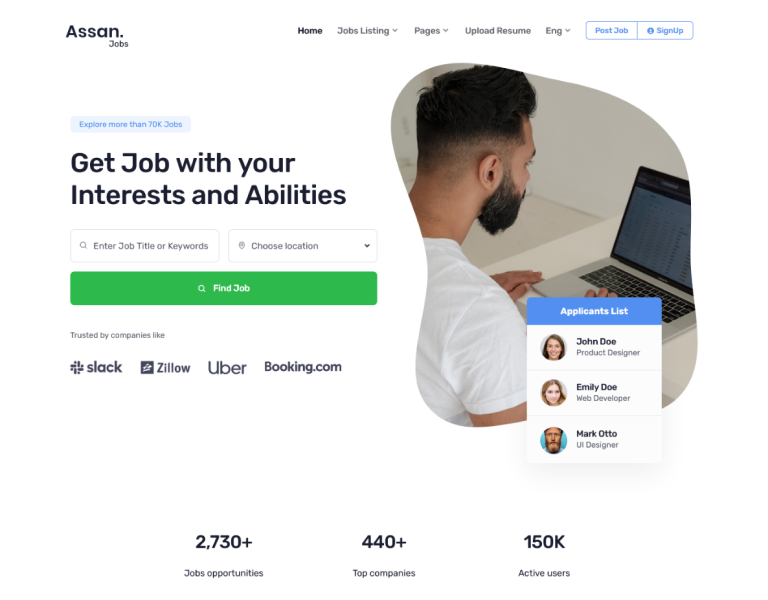 Assan.
Jobs
Home
Jobs Listing
Pages
Upload Resume
Eng
Post Job
SignUp
Explore more than 70K Jobs
Get Job with your
Interests and Abilities
Enter Job Title or Keywords
Choose location
Find Job
Trusted by companies like
slack
Zillow
Uber
Booking.com
Applicants List
John Doe
Product Designer
Emily Doe
Web Developer
Mark Otto
UI Designer
2,730+
440+
150K
Jobs opportunities
Top companies
Active users